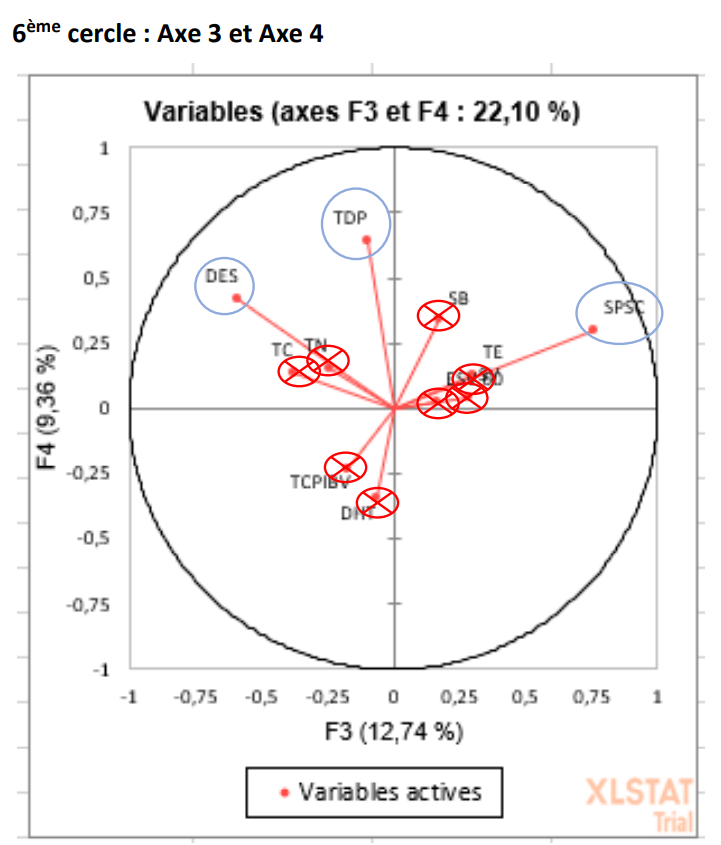 6ème cercle : Axe 3 et Axe 4
Variables (axes F3 et F4 : 22,10 %)
1
0,75
0,5
0,25
0
-0,25
-0,5
-0,75
-1
F4 (9,36 %)
TDP
DES
SB
SPSC
TC TN
TE
TCPIBV
DHT
-1 -0,75 -0,5 -0,25 0 0,25 0,5 0,75 1
F3 (12,74 %)
Variables actives
XLSTAT
Trial